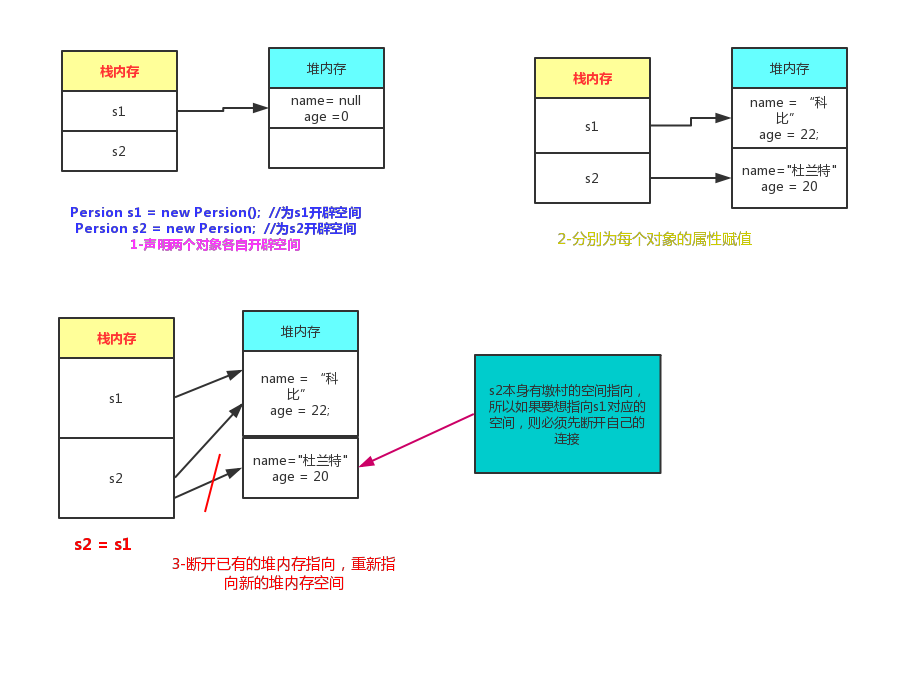 栈内存
s1
s2
堆内存
name= null
age =0
Persion s1 = new Persion(); //为s1开辟空间
Persion s2 = new Persion(); //为s2开辟空间
1-声明两个对象各自开辟空间
栈内存
s1
s2
堆内存
name = “科
比”
age = 22;
name="杜兰特"
age = 20
2-分别为每个对象的属性赋值
栈内存
s1
s2
堆内存
name = “科
比”
age = 22;
name="杜兰特"
age = 20
s2 = s1
3-断开已有的堆内存指向，重新指
向新的堆内存空间
s2本身有墩村的空间指向，
所以如果要想指向s1对应的
空间，则必须先断开自己的
连接